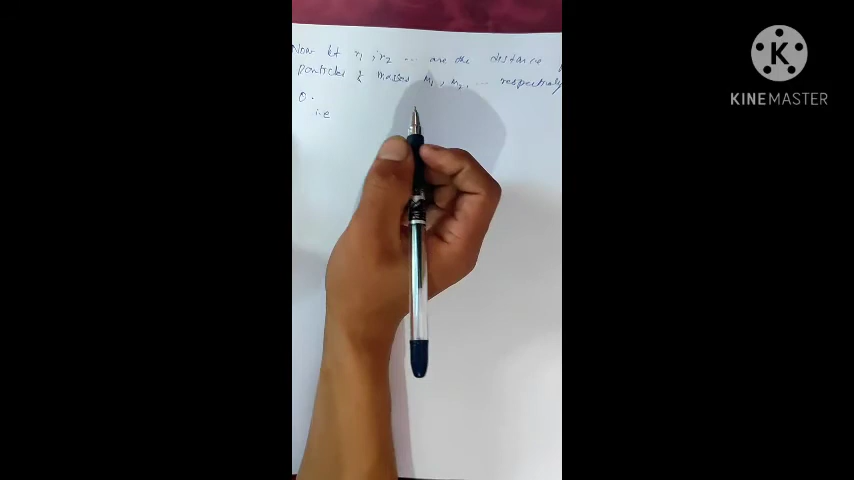 Now let r1, r2 ... are the distance
particles of masses m1, m2, ... respectively
O.
i.e
KINEMASTER